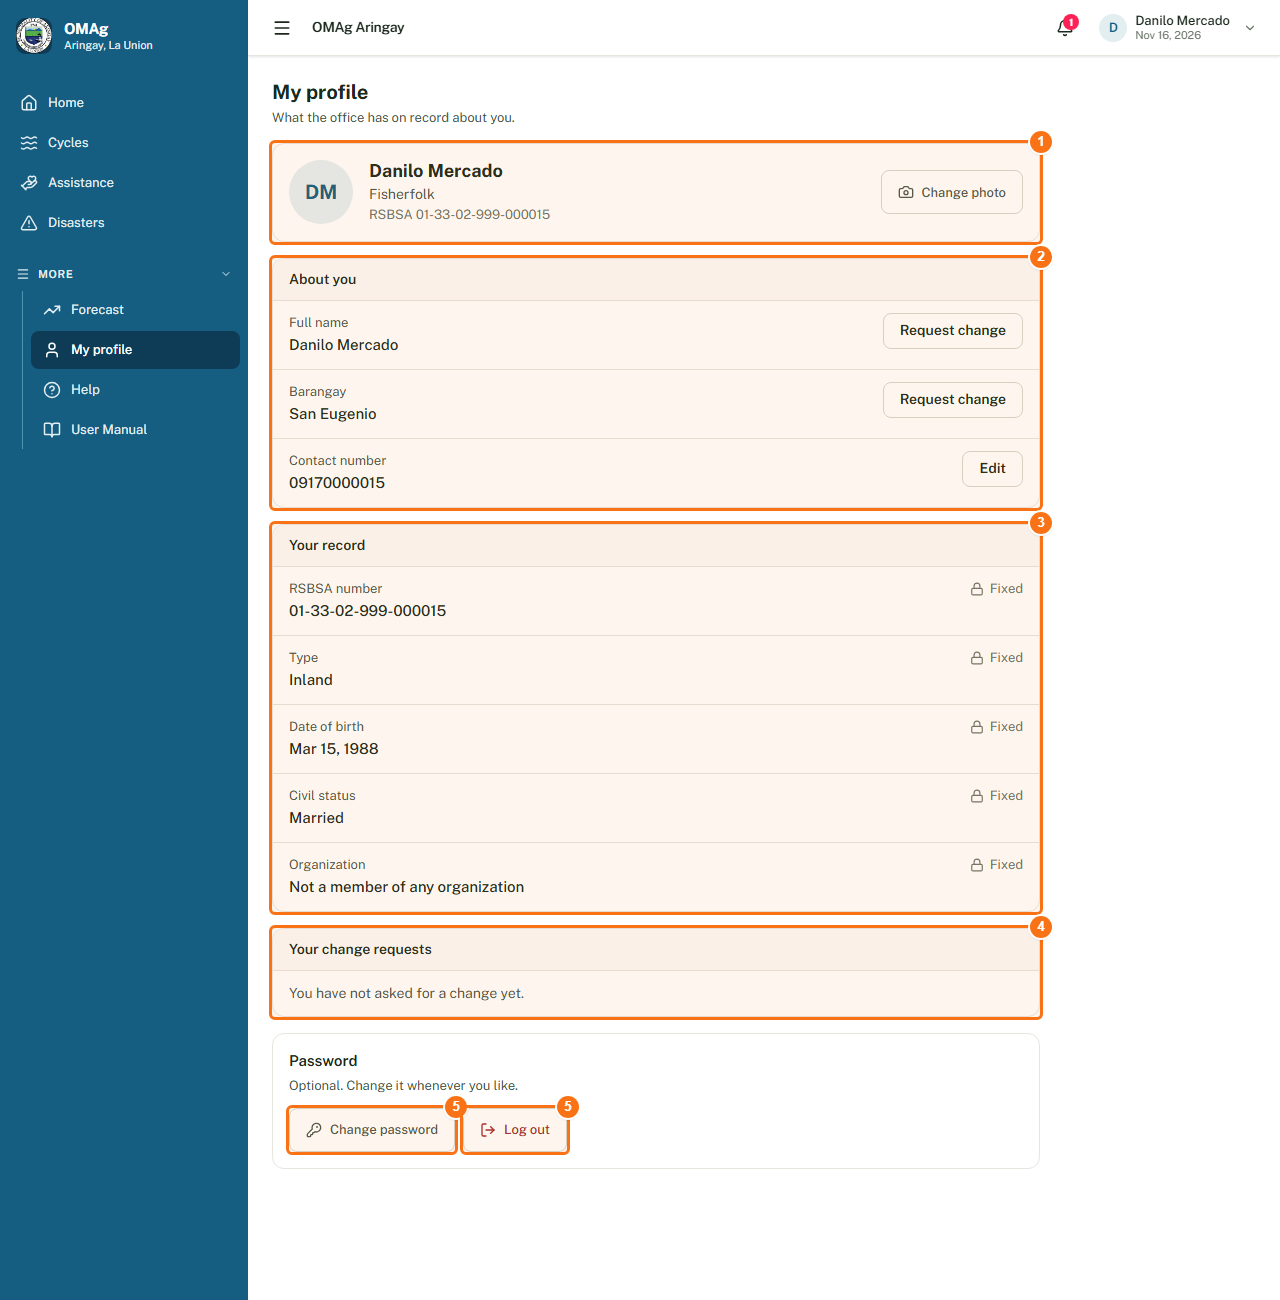 OMAg
Aringay, La Union
Home
Cycles
Assistance
Disasters
MORE
Forecast
My profile
Help
User Manual
OMAg Aringay
1
D
Danilo Mercado
Nov 16, 2026
My profile
What the office has on record about you.
1
DM
Danilo Mercado
Fisherfolk
RSBSA 01-33-02-999-000015
Change photo
2
About you
Full name
Danilo Mercado
Request change
Barangay
San Eugenio
Request change
Contact number
09170000015
Edit
3
Your record
RSBSA number
01-33-02-999-000015
Fixed
Type
Inland
Fixed
Date of birth
Mar 15, 1988
Fixed
Civil status
Married
Fixed
Organization
Not a member of any organization
Fixed
4
Your change requests
You have not asked for a change yet.
Password
Optional. Change it whenever you like.
5
Change password
5
Log out